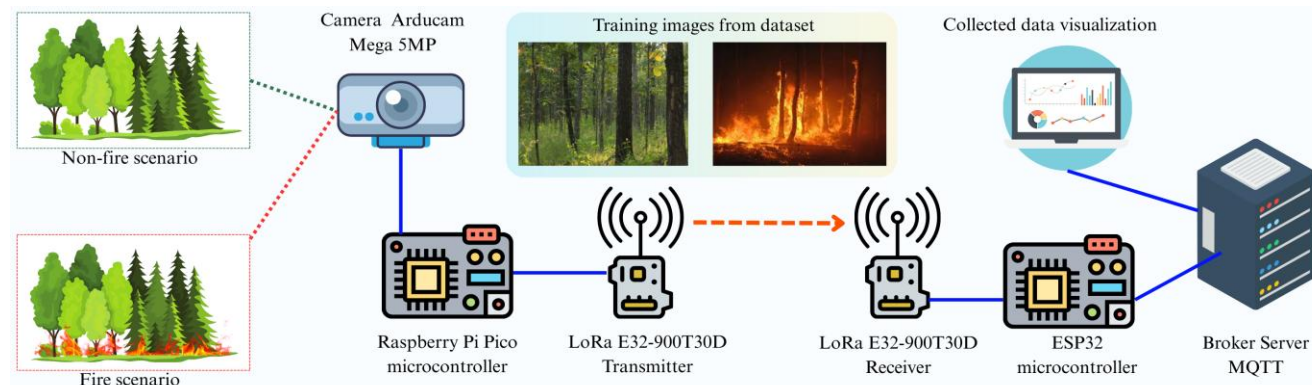 Camera Arducam
Mega 5MP
Training images from dataset
Collected data visualization
Non-fire scenario
Fire scenario
Raspberry Pi Pico
microcontroller
LoRa E32-900T30D
Transmitter
LoRa E32-900T30D
Receiver
ESP32
microcontroller
Broker Server
MQTT